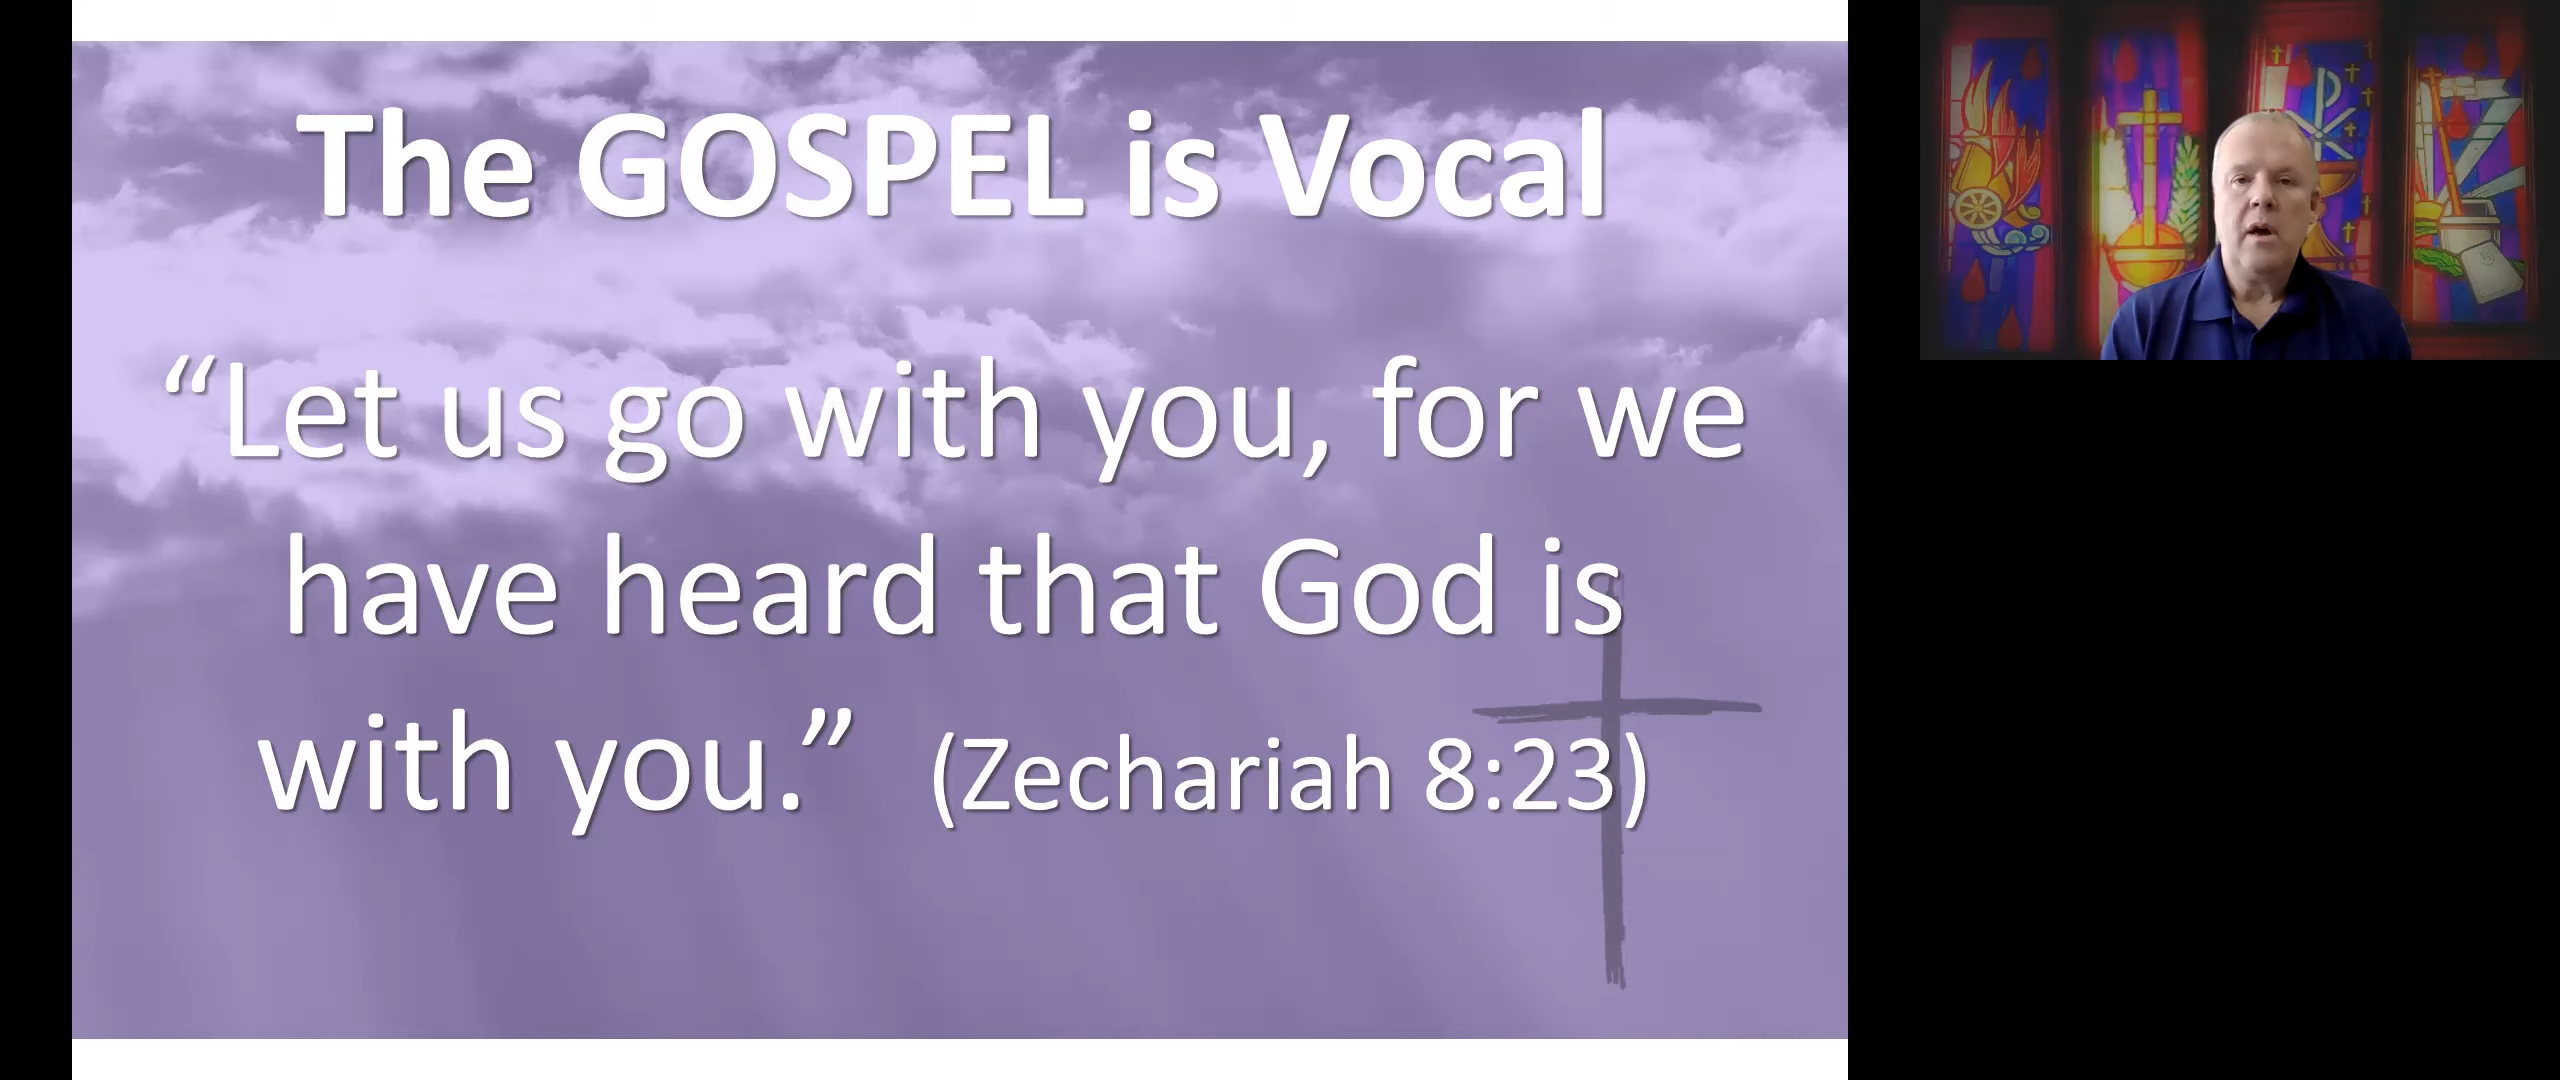 The GOSPEL is Vocal
“Let us go with you, for we
have heard that God is
with you.” (Zechariah 8:23)